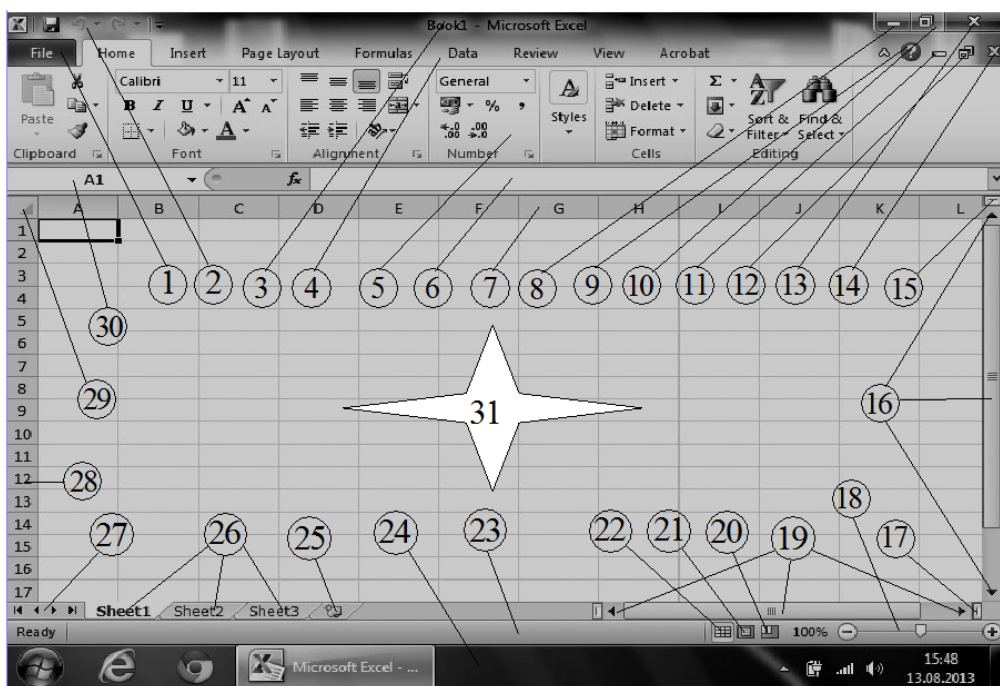 Book1 - Microsoft Excel
File Home Insert Page Layout Formulas Data Review View Acrobat
Calibri 11 General Insert Σ
Paste B I U A A % , Styles Delete Sort & Filter Find & Select
A Format
Clipboard Font Alignment Number Cells Editing
A1 fx
A B C D E F G H I J K L
1
2
3 1 2 3 4 5 6 7 8 9 10 11 12 13 14 15
4
5 30
6
7
8 29 16
9 31
10
11
12 28
13 18
14 27 26 25 24 23 22 21 20 19 17
15
16
17
Sheet1 Sheet2 Sheet3
Ready 100%
Microsoft Excel - ... 15:48
13.08.2013